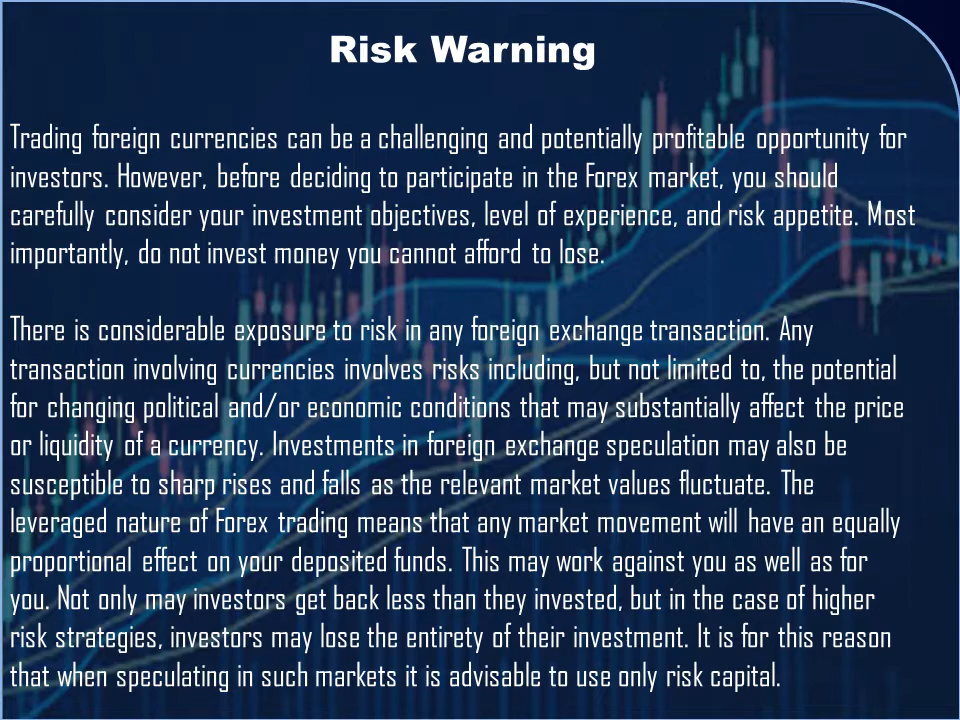 Risk Warning
Trading foreign currencies can be a challenging and potentially profitable opportunity for
investors. However, before deciding to participate in the Forex market, you should
carefully consider your investment objectives, level of experience, and risk appetite. Most
importantly, do not invest money you cannot afford to lose.
There is considerable exposure to risk in any foreign exchange transaction. Any
transaction involving currencies involves risks including, but not limited to, the potential
for changing political and/or economic conditions that may substantially affect the price
or liquidity of a currency. Investments in foreign exchange speculation may also be
susceptible to sharp rises and falls as the relevant market values fluctuate. The
leveraged nature of Forex trading means that any market movement will have an equally
proportional effect on your deposited funds. This may work against you as well as for
you. Not only may investors get back less than they invested, but in the case of higher
risk strategies, investors may lose the entirety of their investment. It is for this reason
that when speculating in such markets it is advisable to use only risk capital.